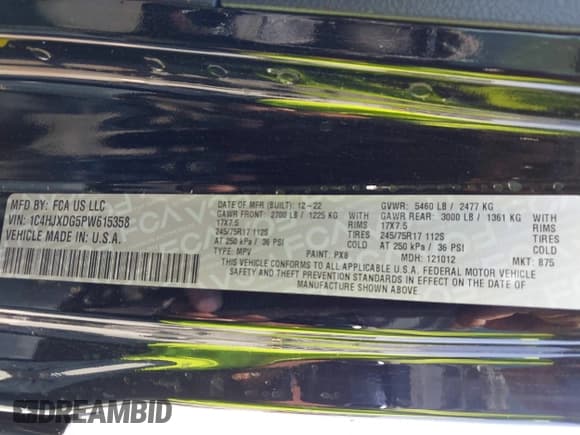 MFD BY: FCA US LLC
VIN: 1C4HJXDG5PW615358
VEHICLE MADE IN U.S.A.
DATE OF MFR (BUILT): 12-22 GVWR: 5460 LB / 2477 KG
GAWR FRONT: 2700 LB / 1225 KG WITH GAWR REAR: 3000 LB / 1361 KG WITH
17X7.5 RIMS 17X7.5 RIMS
245/75R17 112S TIRES 245/75R17 112S TIRES
AT 250 kPa / 36 PSI COLD AT 250 kPa / 36 PSI COLD
TYPE: MPV PAINT: PX8 MDH: 121012 MKT: 875
THIS VEHICLE CONFORMS TO ALL APPLICABLE U.S.A. FEDERAL MOTOR VEHICLE
SAFETY AND THEFT PREVENTION STANDARDS IN EFFECT ON THE DATE OF
MANUFACTURE SHOWN ABOVE.
DREAMBID